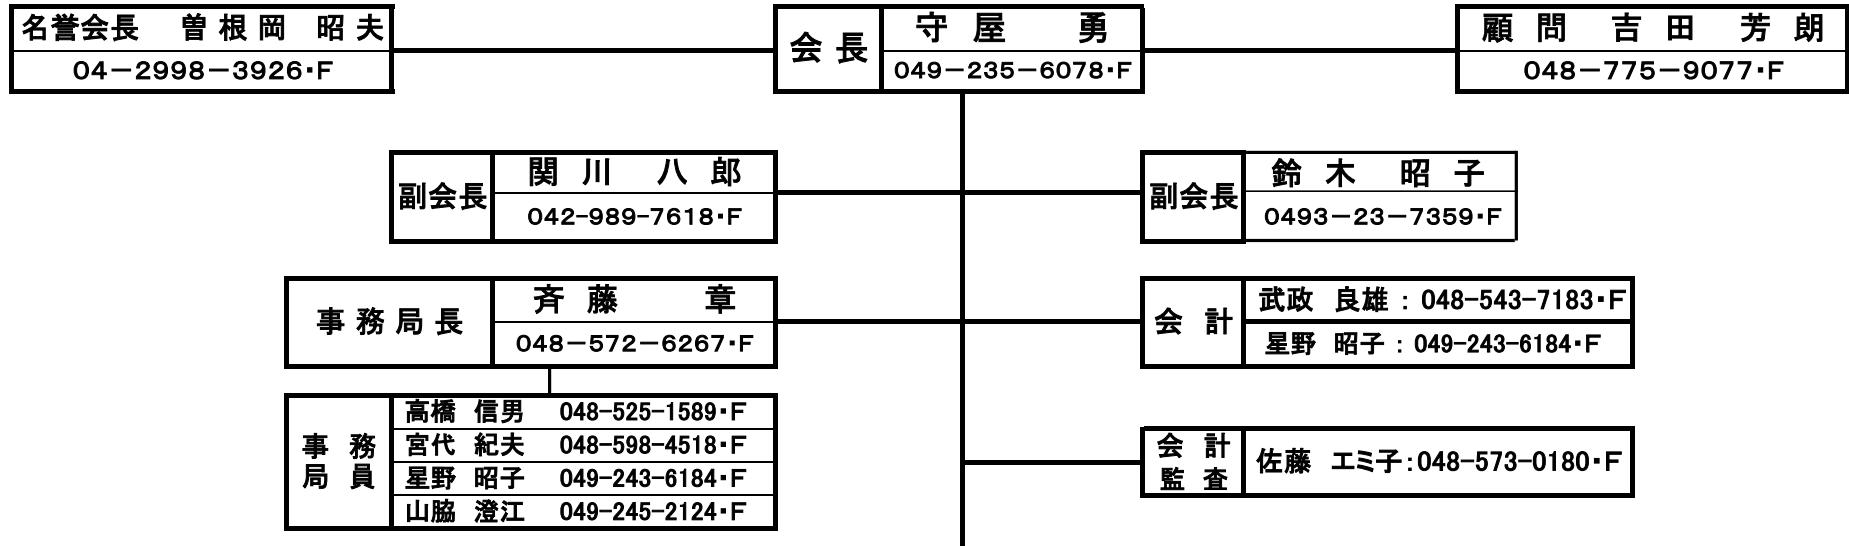 名誉会長 曽根岡 昭夫
04－2998－3926・F
会長
守屋 勇
049－235－6078・F
顧問 吉田 芳朗
048－775－9077・F
副会長
関川 八郎
042-989-7618・F
副会長
鈴木 昭子
0493－23－7359・F
事務局長
斉藤 章
048－572－6267・F
会計
武政 良雄 : 048-543-7183・F
星野 昭子 : 049-243-6184・F
事務
局員
高橋 信男 048-525-1589・F
宮代 紀夫 048-598-4518・F
星野 昭子 049-243-6184・F
山脇 澄江 049-245-2124・F
会計
監査
佐藤 エミ子:048-573-0180・F